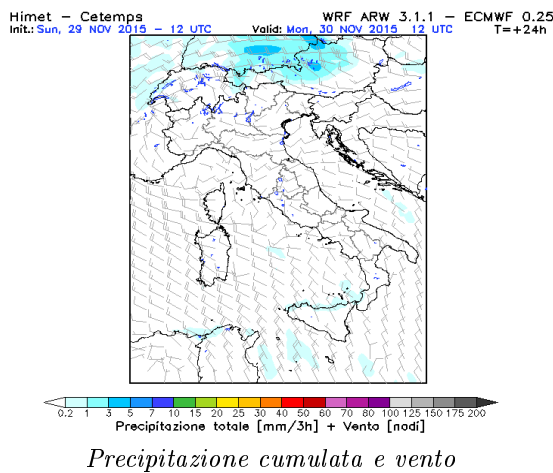 Himet – Cetemps WRF ARW 3.1.1 – ECMWF 0.25
Init.: Sun, 29 NOV 2015 – 12 UTC Valid: Mon, 30 NOV 2015 12 UTC T=+24h
0.2 1 3 5 7 10 15 20 25 30 40 50 60 70 80 100 125 150 175 200
Precipitazione totale [mm/3h] + Vento [nodi]
Precipitazione cumulata e vento